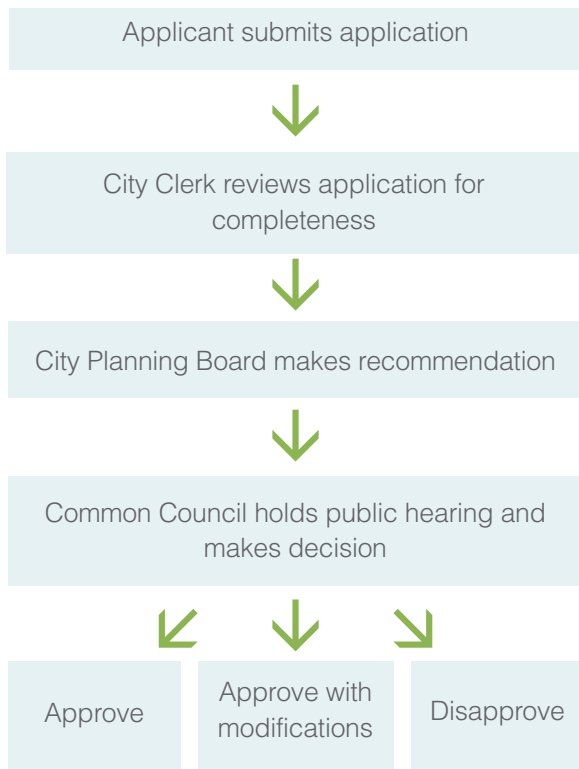 Applicant submits application
City Clerk reviews application for
completeness
City Planning Board makes recommendation
Common Council holds public hearing and
makes decision
Approve
Approve with
modifications
Disapprove